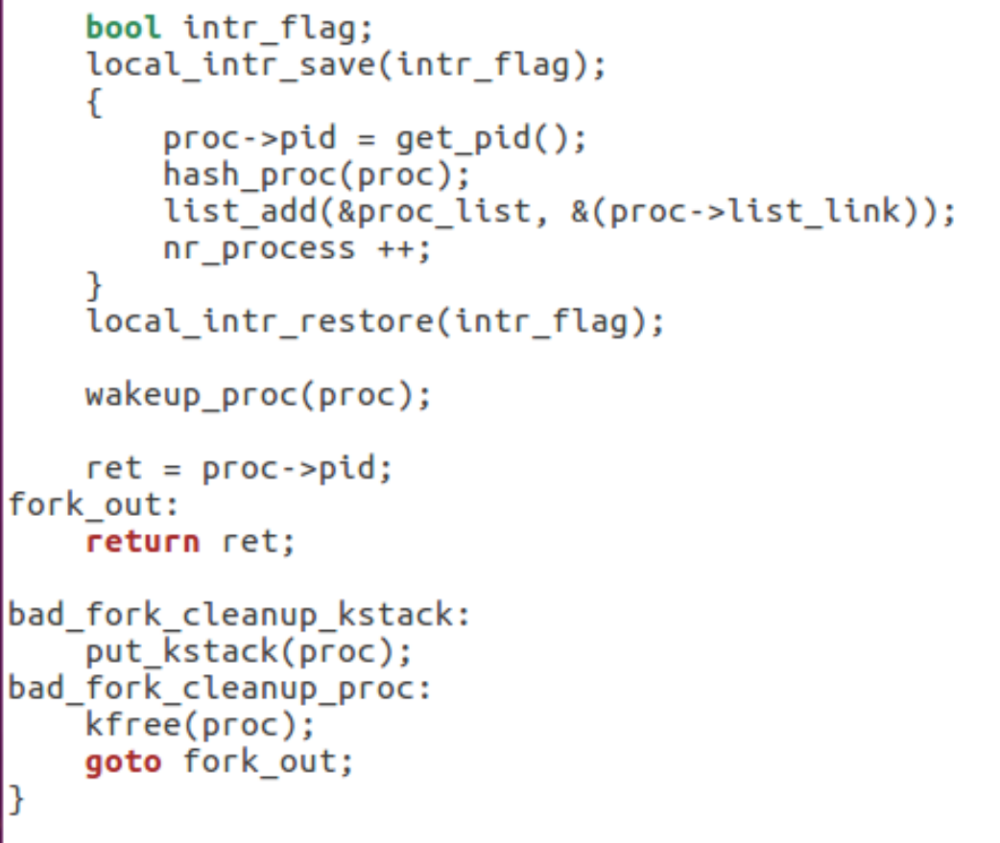 bool intr_flag;
local_intr_save(intr_flag);
{
proc->pid = get_pid();
hash_proc(proc);
list_add(&proc_list, &(proc->list_link));
nr_process ++;
}
local_intr_restore(intr_flag);
wakeup_proc(proc);
ret = proc->pid;
fork_out:
return ret;
bad_fork_cleanup_kstack:
put_kstack(proc);
bad_fork_cleanup_proc:
kfree(proc);
goto fork_out;
}